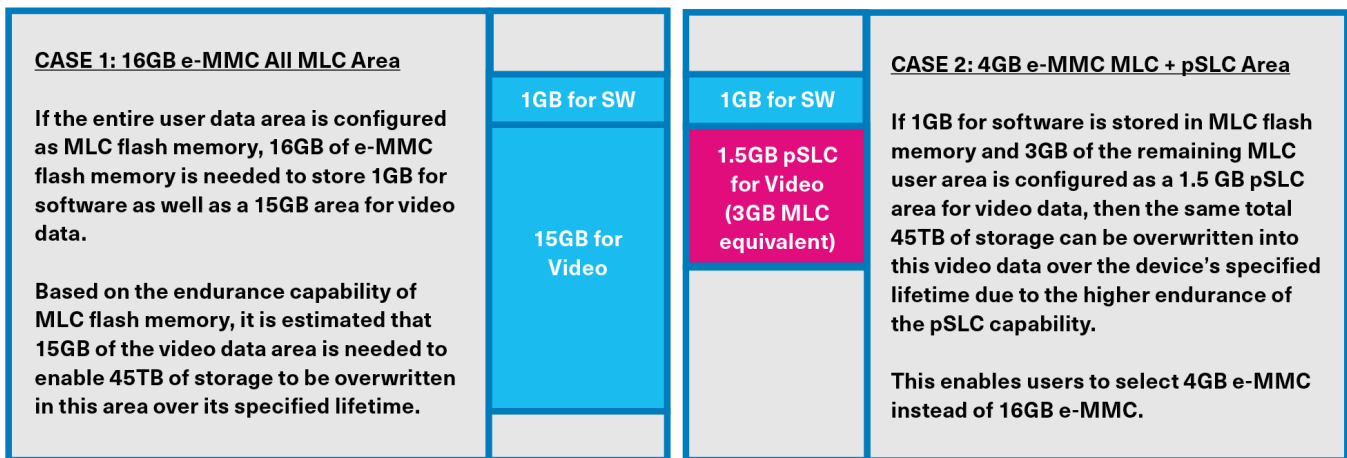 CASE 1: 16GB e-MMC All MLC Area
If the entire user data area is configured
as MLC flash memory, 16GB of e-MMC
flash memory is needed to store 1GB for
software as well as a 15GB area for video
data.
Based on the endurance capability of
MLC flash memory, it is estimated that
15GB of the video data area is needed to
enable 45TB of storage to be overwritten
in this area over its specified lifetime.
1GB for SW
15GB for
Video
1GB for SW
1.5GB pSLC
for Video
(3GB MLC
equivalent)
CASE 2: 4GB e-MMC MLC + pSLC Area
If 1GB for software is stored in MLC flash
memory and 3GB of the remaining MLC
user area is configured as a 1.5 GB pSLC
area for video data, then the same total
45TB of storage can be overwritten into
this video data over the device’s specified
lifetime due to the higher endurance of
the pSLC capability.
This enables users to select 4GB e-MMC
instead of 16GB e-MMC.